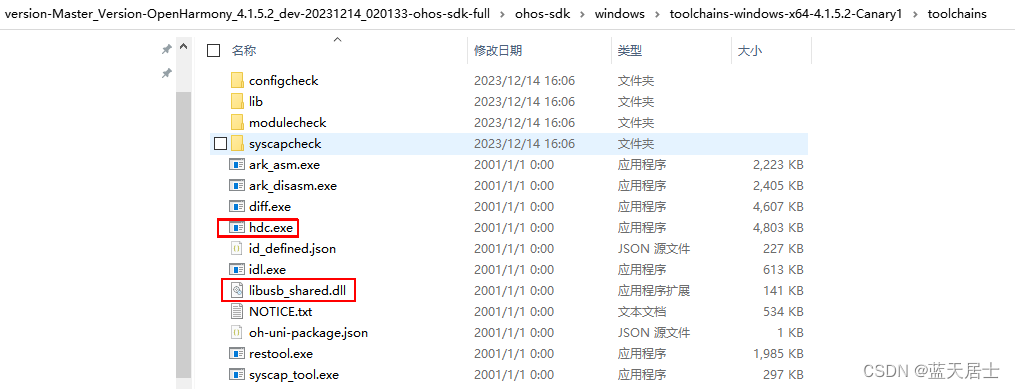 version-Master_Version-OpenHarmony_4.1.5.2_dev-20231214_020133-ohos-sdk-full > ohos-sdk > windows > toolchains-windows-x64-4.1.5.2-Canary1 > toolchains
名称 修改日期 类型 大小
configcheck 2023/12/14 16:06 文件夹
lib 2023/12/14 16:06 文件夹
modulecheck 2023/12/14 16:06 文件夹
syscapcheck 2023/12/14 16:06 文件夹
ark_asm.exe 2001/1/1 0:00 应用程序 2,223 KB
ark_disasm.exe 2001/1/1 0:00 应用程序 2,405 KB
diff.exe 2001/1/1 0:00 应用程序 4,607 KB
hdc.exe 2001/1/1 0:00 应用程序 4,803 KB
id_defined.json 2001/1/1 0:00 JSON 源文件 227 KB
idl.exe 2001/1/1 0:00 应用程序 613 KB
libusb_shared.dll 2001/1/1 0:00 应用程序扩展 141 KB
NOTICE.txt 2001/1/1 0:00 文本文档 534 KB
oh-uni-package.json 2001/1/1 0:00 JSON 源文件 1 KB
restool.exe 2001/1/1 0:00 应用程序 1,985 KB
syscap_tool.exe 2001/1/1 0:00 应用程序 297 KB
CSDN @蓝天居士